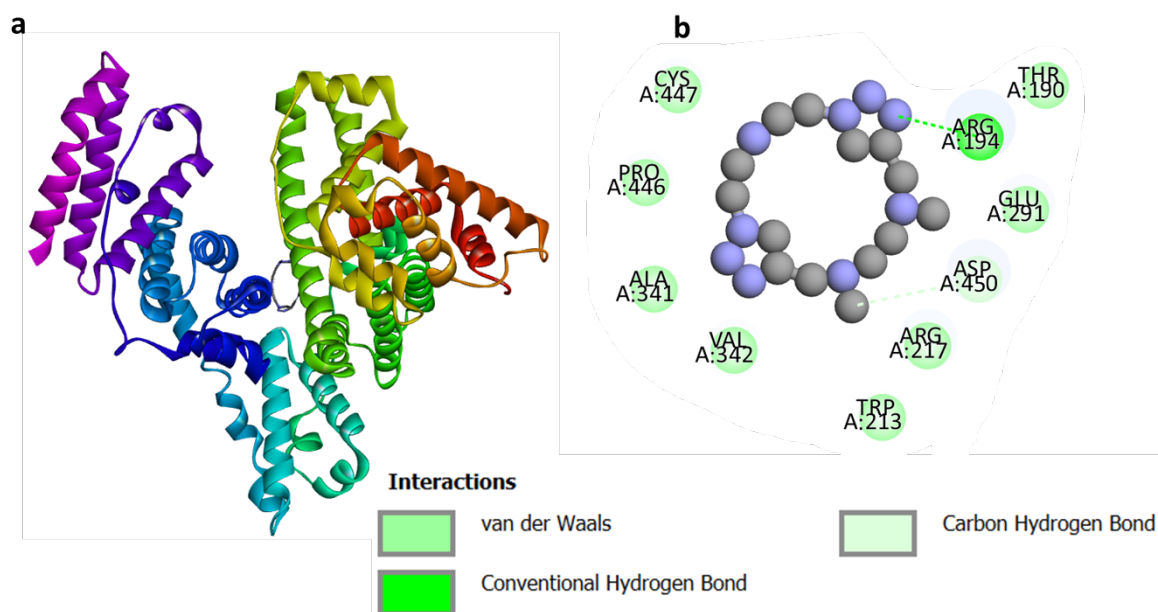 a
b
CYS
A:447
THR
A:190
ARG
A:194
PRO
A:446
GLU
A:291
ASP
A:450
ALA
A:341
ARG
A:217
VAL
A:342
TRP
A:213
Interactions
van der Waals
Carbon Hydrogen Bond
Conventional Hydrogen Bond